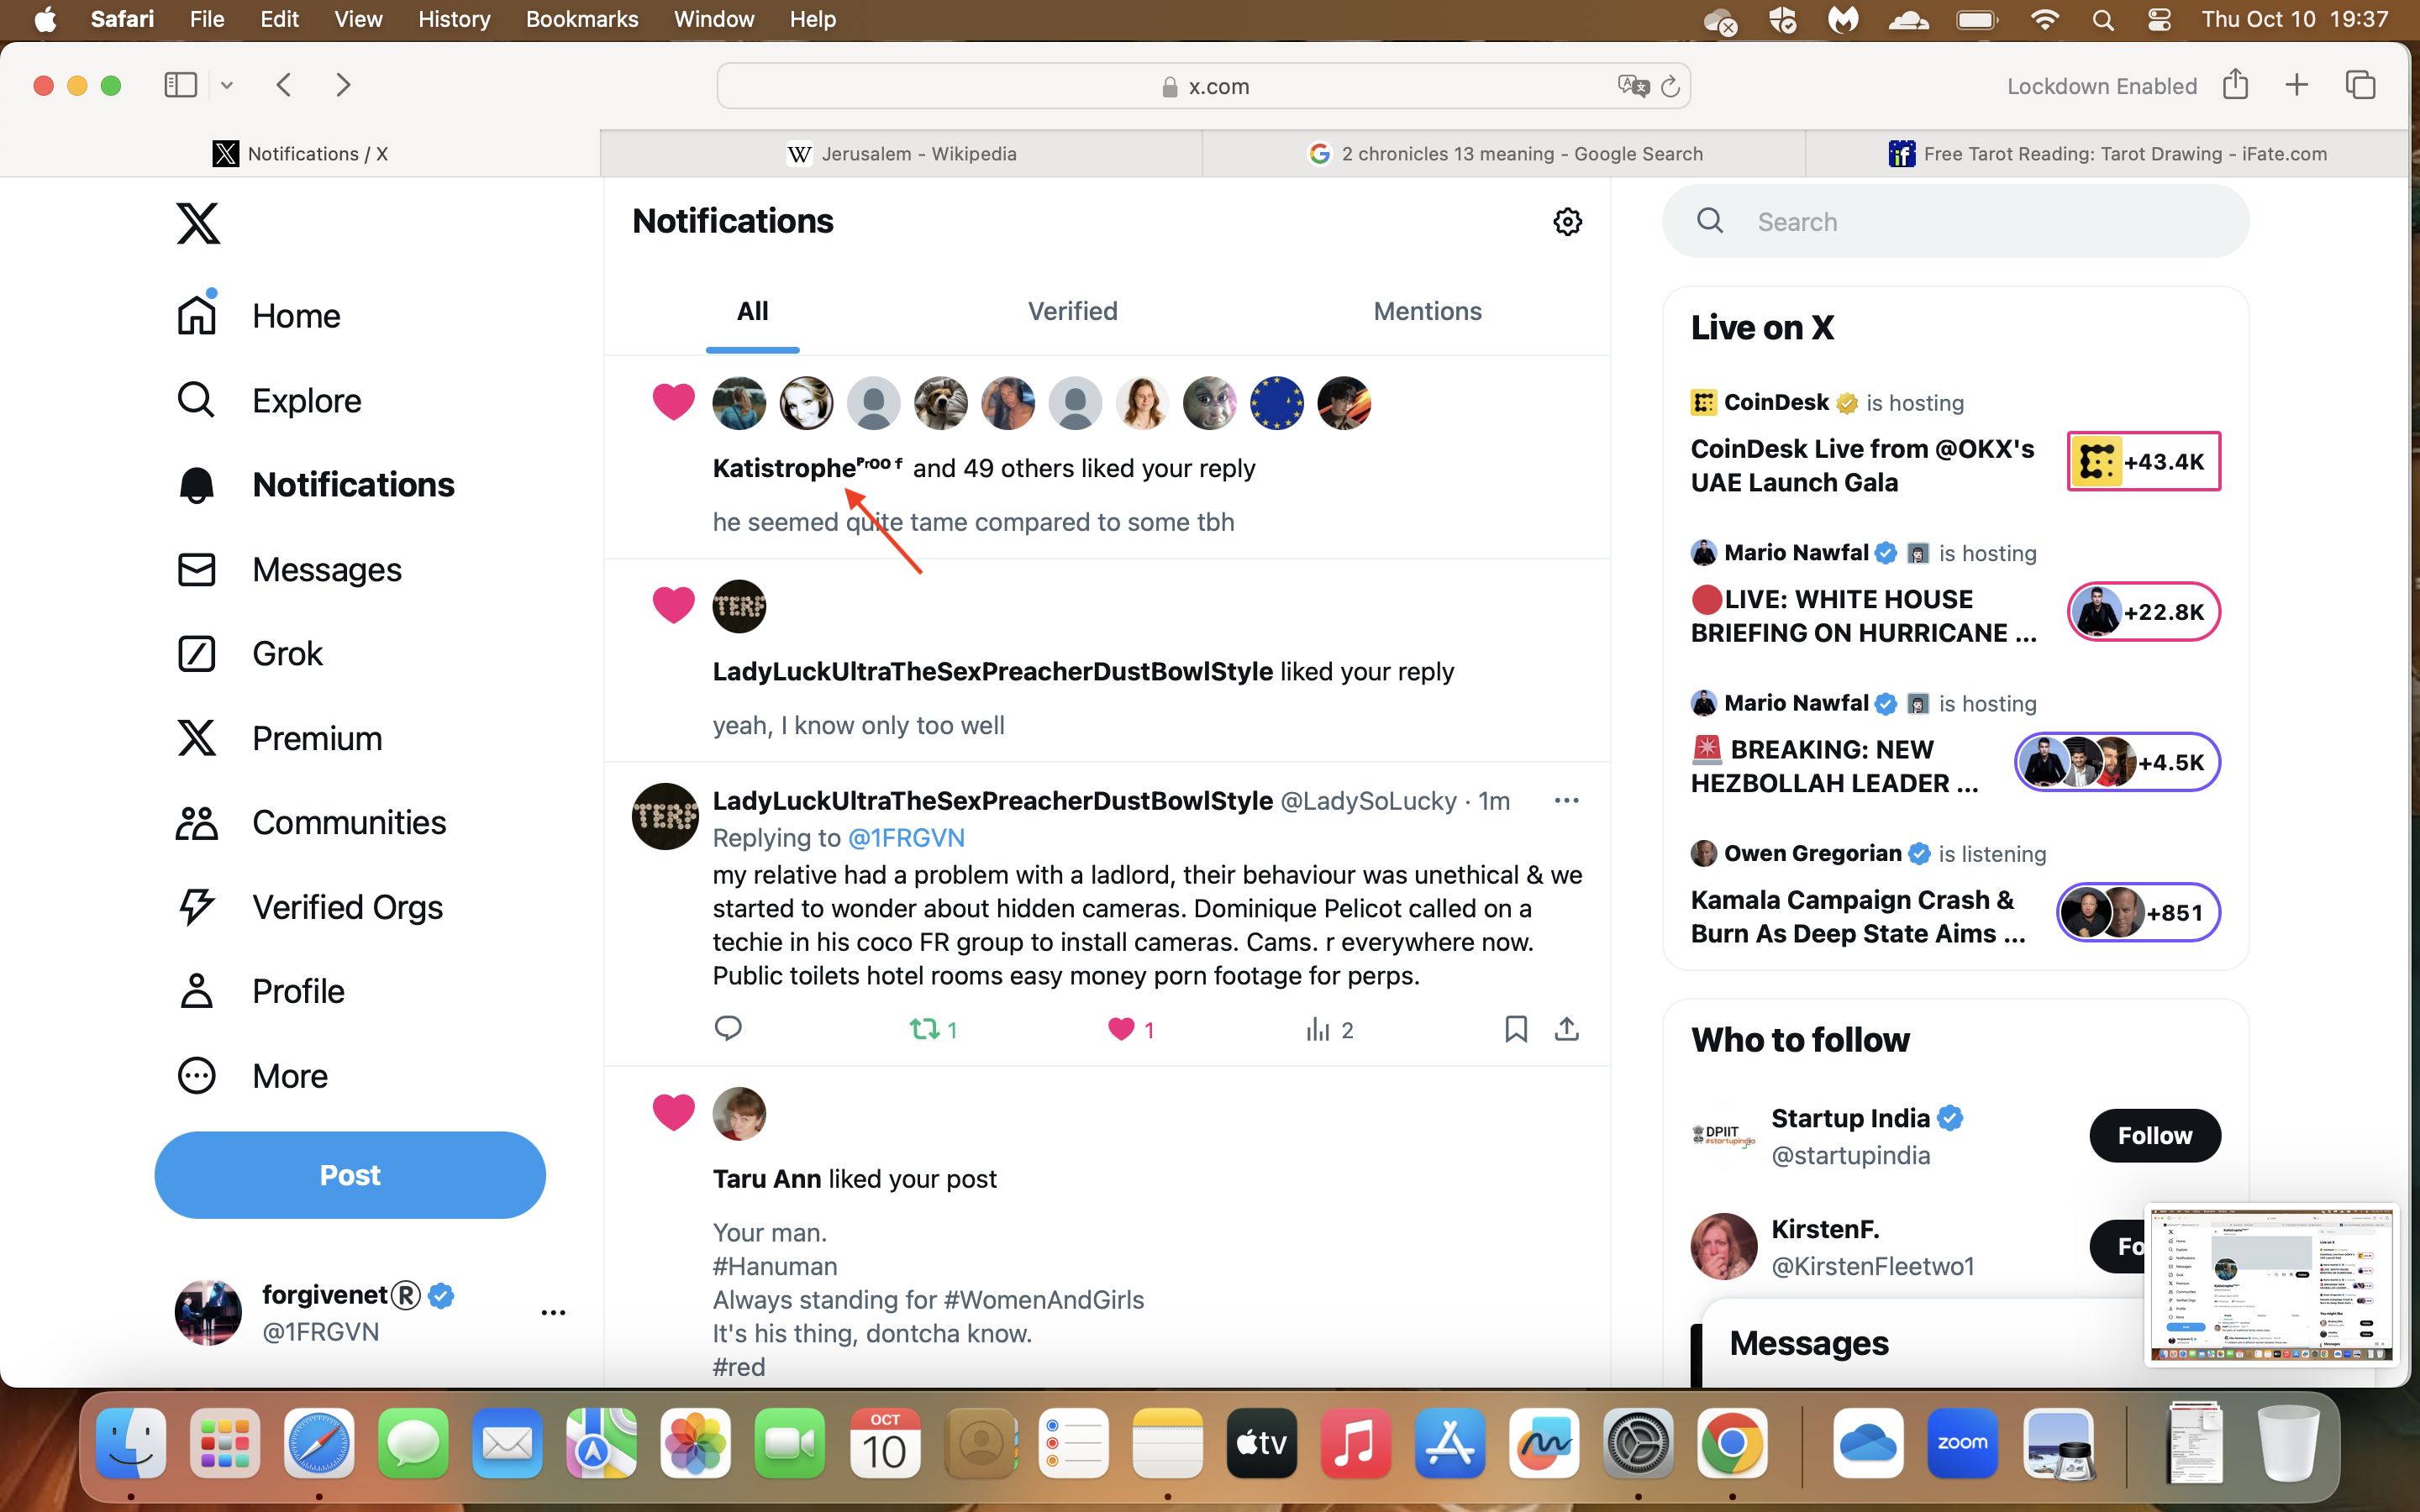 Safari File Edit View History Bookmarks Window Help Thu Oct 10 19:37
x.com
Lockdown Enabled
Notifications / X
Jerusalem - Wikipedia
2 chronicles 13 meaning - Google Search
Free Tarot Reading: Tarot Drawing - iFate.com
Home
Explore
Notifications
Messages
Grok
Premium
Communities
Verified Orgs
Profile
More
Post
forgivenet®
@1FRGVN
Notifications
All Verified Mentions
Katistropheᴾʳᴼᴼᶠ and 49 others liked your reply
he seemed quite tame compared to some tbh
TERF
LadyLuckUltraTheSexPreacherDustBowlStyle liked your reply
yeah, I know only too well
TERF
LadyLuckUltraTheSexPreacherDustBowlStyle @LadySoLucky · 1m
Replying to @1FRGVN
my relative had a problem with a ladlord, their behaviour was unethical & we
started to wonder about hidden cameras. Dominique Pelicot called on a
techie in his coco FR group to install cameras. Cams. r everywhere now.
Public toilets hotel rooms easy money porn footage for perps.
1 1 2
Taru Ann liked your post
Your man.
#Hanuman
Always standing for #WomenAndGirls
It's his thing, dontcha know.
#red
Search
Live on X
CoinDesk is hosting
CoinDesk Live from @OKX's
UAE Launch Gala
+43.4K
Mario Nawfal is hosting
LIVE: WHITE HOUSE
BRIEFING ON HURRICANE ...
+22.8K
Mario Nawfal is hosting
BREAKING: NEW
HEZBOLLAH LEADER ...
+4.5K
Owen Gregorian is listening
Kamala Campaign Crash &
Burn As Deep State Aims ...
+851
Who to follow
DPIIT
#startupindia
Startup India
@startupindia
Follow
KirstenF.
@KirstenFleetwo1
Fo
Messages
OCT
10
tv
zoom